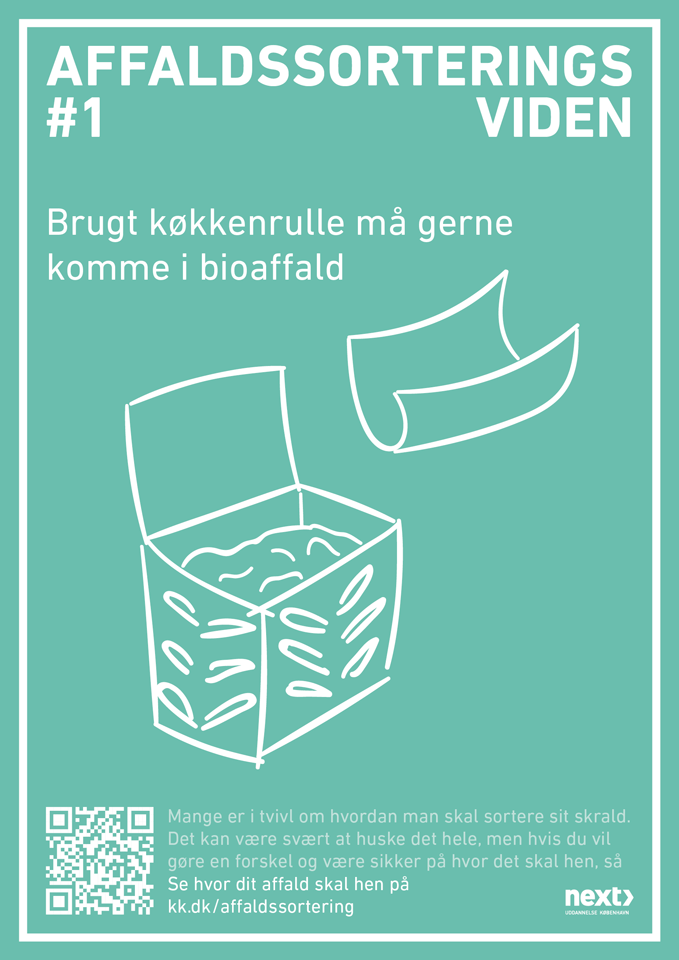 AFFALDSSORTERINGS
#1 VIDEN
Brugt køkkenrulle må gerne
komme i bioaffald
Mange er i tvivl om hvordan man skal sortere sit skrald.
Det kan være svært at huske det hele, men hvis du vil
gøre en forskel og være sikker på hvor det skal hen, så
Se hvor dit affald skal hen på
kk.dk/affaldssortering
next
UDDANNELSE KØBENHAVN